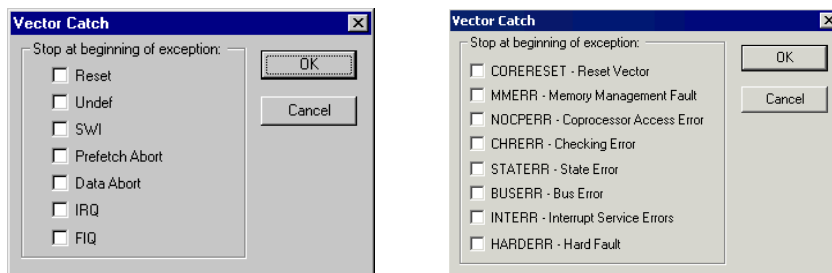 Vector Catch
Stop at beginning of exception:
Reset
Undef
SWI
Prefetch Abort
Data Abort
IRQ
FIQ
OK
Cancel
Vector Catch
Stop at beginning of exception:
CORERESET - Reset Vector
MMERR - Memory Management Fault
NOCPERR - Coprocessor Access Error
CHRERR - Checking Error
STATERR - State Error
BUSERR - Bus Error
INTERR - Interrupt Service Errors
HARDERR - Hard Fault
OK
Cancel